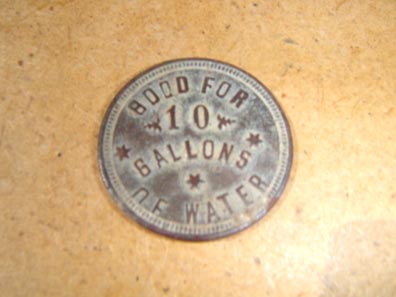 GOOD FOR
10
GALLONS
OF WATER